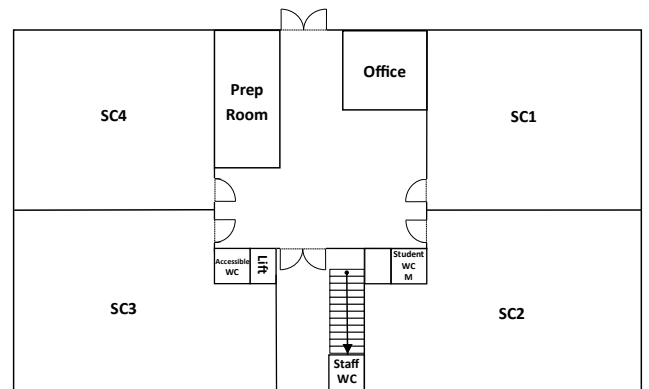 Prep
Room
Office
SC4
SC1
Accessible
WC
Lift
Student
WC
M
SC3
SC2
Staff
WC